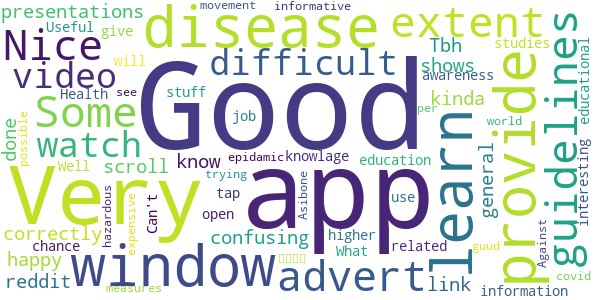 movement informative
presentations disease extent guidelines
Useful give
Nice will difficult Tbh studies
video shows awareness educational
Health see stuff Good provide
Some job kinda per
watch learn world
done possible scroll know epidamic knowlage education
Well trying
Very app general interesting
hazardous expensive Can't tap Asibone use
correctly open confusing What higher related Against guud
happy chance window advert link
reddit measures information covid